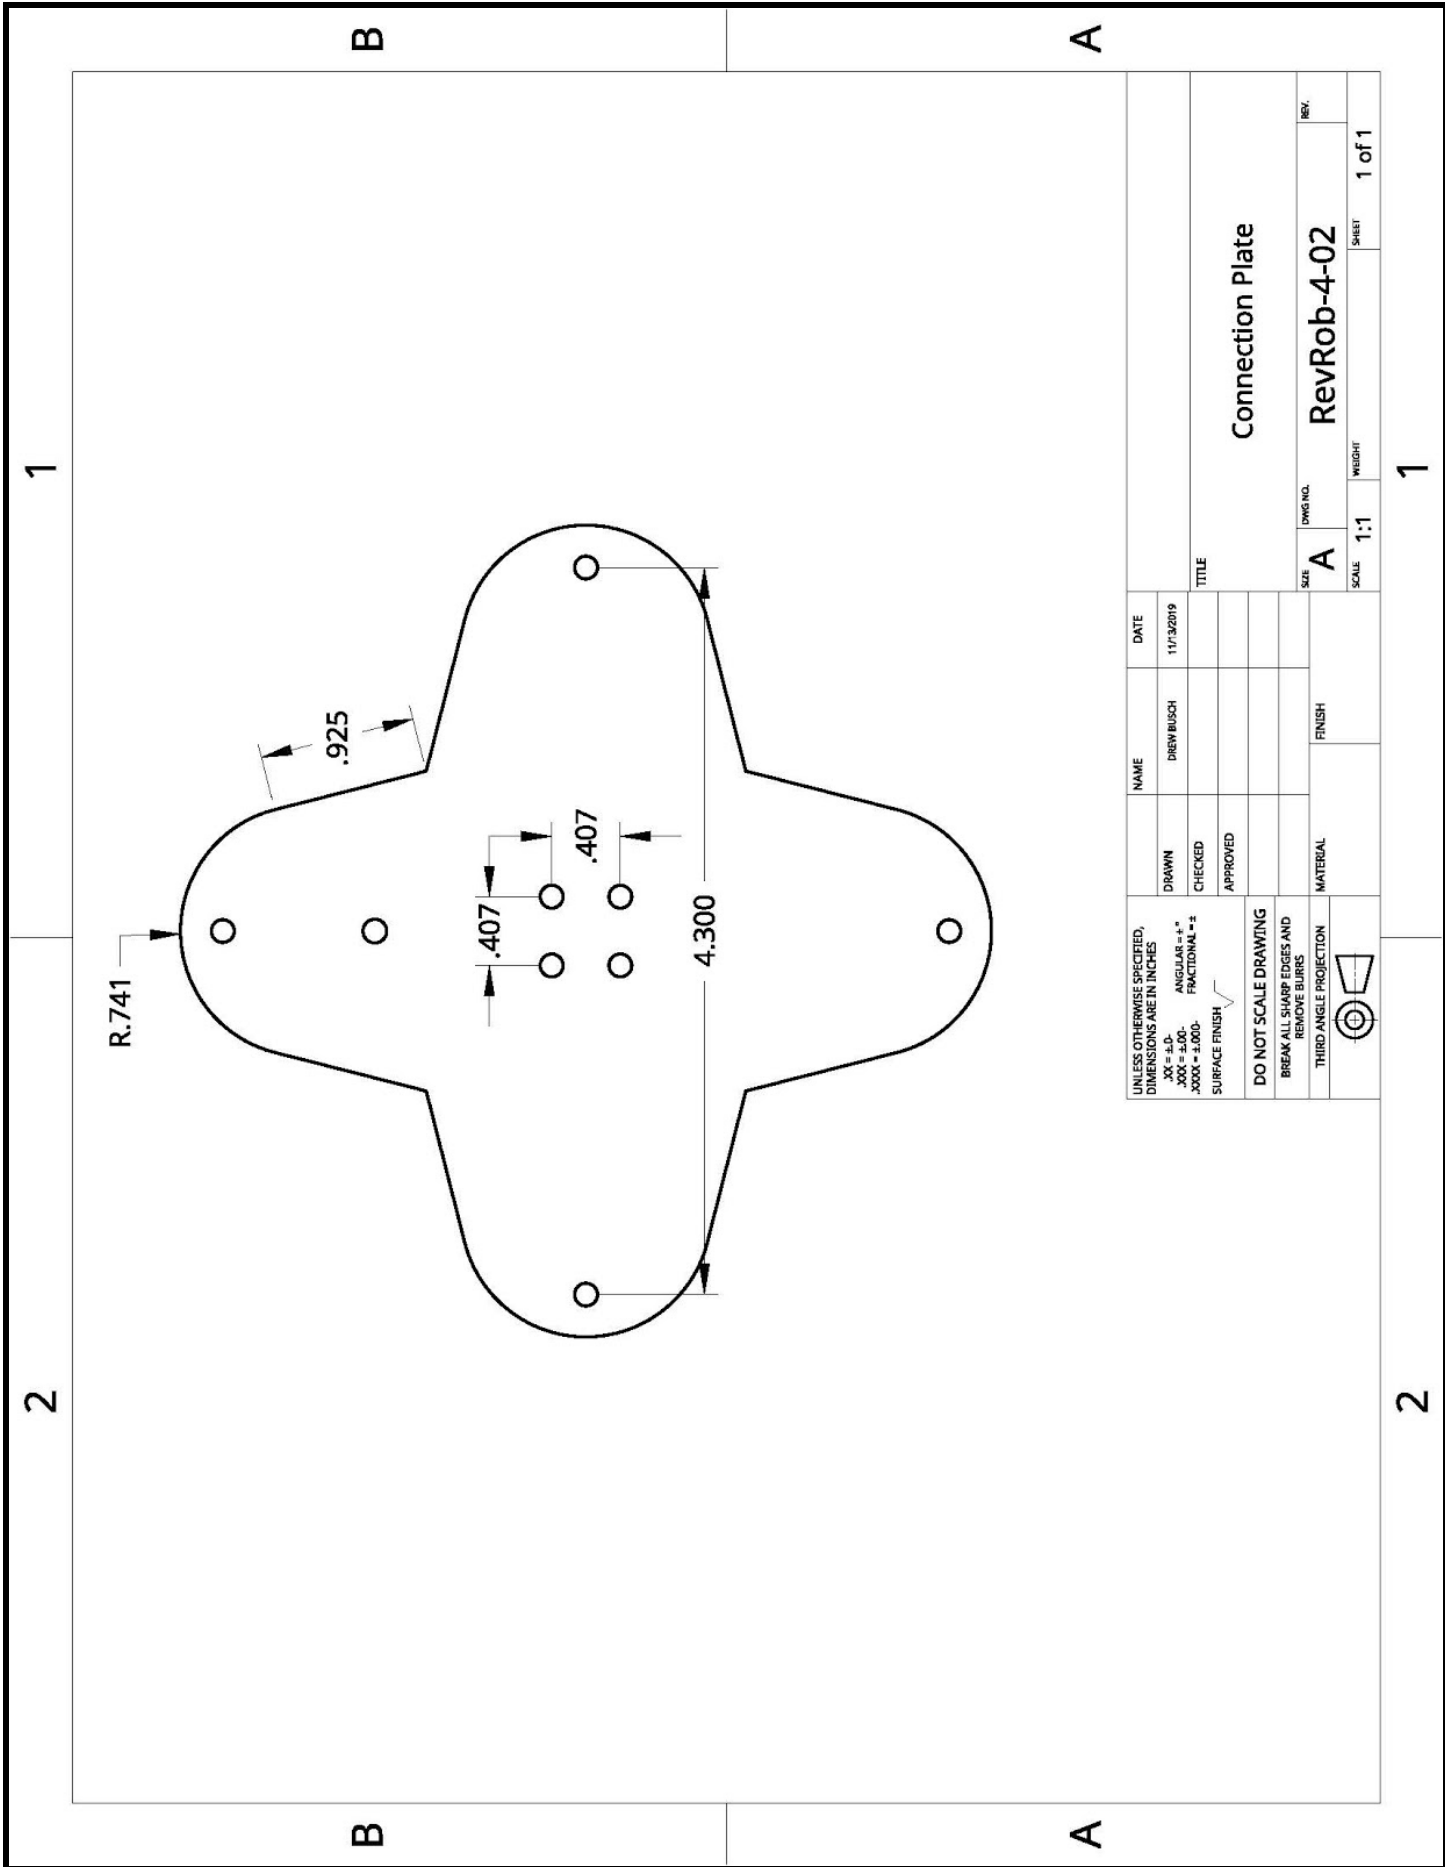 2
1
B
B
A
A
2
1
R.741
.925
.407
.407
4.300
UNLESS OTHERWISE SPECIFIED,
DIMENSIONS ARE IN INCHES
.XX = ±.0-
.XXX = ±.00-
.XXXX = ±.000-
ANGULAR = ± °
FRACTIONAL = ±
SURFACE FINISH
DO NOT SCALE DRAWING
BREAK ALL SHARP EDGES AND
REMOVE BURRS
THIRD ANGLE PROJECTION
NAME
DATE
DRAWN
DREW BUSCH
11/13/2019
CHECKED
APPROVED
MATERIAL
FINISH
TITLE
Connection Plate
SIZE
A
DWG NO.
RevRob-4-02
REV.
SCALE
1:1
WEIGHT
SHEET
1 of 1